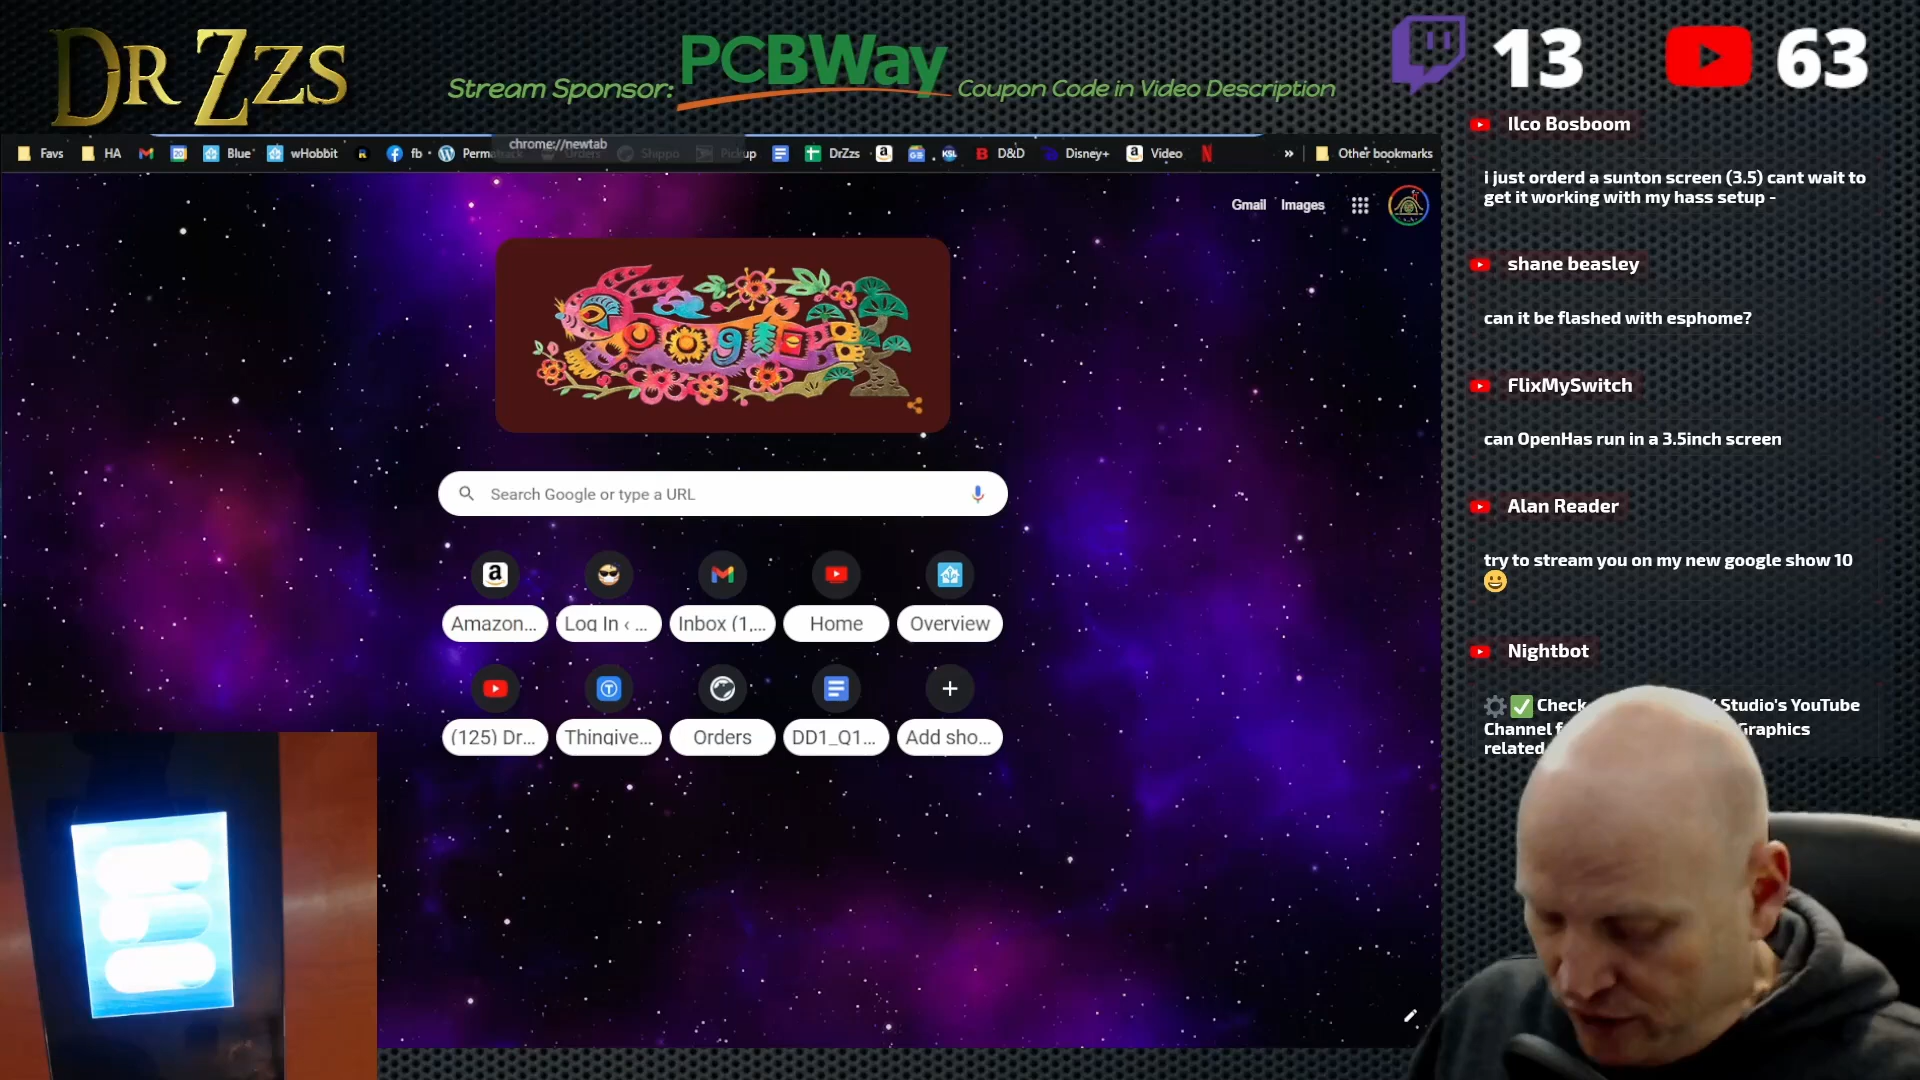 DR ZZS
Stream Sponsor: PCBWay Coupon Code in Video Description
13 63
chrome://newtab
Favs HA Blue wHobbit fb Orders Shippo Pickup DrZzs KSL D&D Disney+ Video » Other bookmarks
Gmail Images
Search Google or type a URL
Amazon... Log In ‹ ... Inbox (1,... Home Overview
(125) Dr... Thingive... Orders DD1_Q1... Add sho...
Ilco Bosboom
i just orderd a sunton screen (3.5) cant wait to
get it working with my hass setup -
shane beasley
can it be flashed with esphome?
FlixMySwitch
can OpenHas run in a 3.5inch screen
Alan Reader
try to stream you on my new google show 10
Nightbot
Check Studio's YouTube
Channel Graphics
related